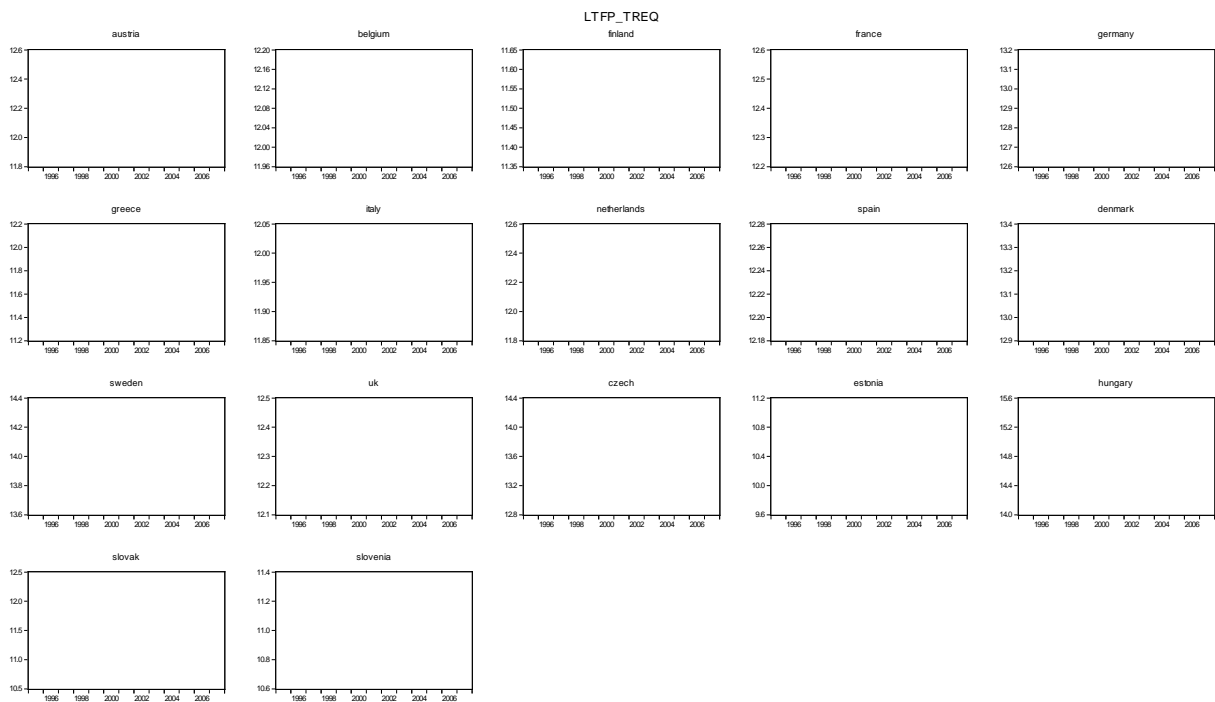 LTFP_TREQ
austria
12.6
12.4
12.2
12.0
11.8
1996 1998 2000 2002 2004 2006
belgium
12.20
12.16
12.12
12.08
12.04
12.00
11.96
1996 1998 2000 2002 2004 2006
finland
11.65
11.60
11.55
11.50
11.45
11.40
11.35
1996 1998 2000 2002 2004 2006
france
12.6
12.5
12.4
12.3
12.2
1996 1998 2000 2002 2004 2006
germany
13.2
13.1
13.0
12.9
12.8
12.7
12.6
1996 1998 2000 2002 2004 2006
greece
12.2
12.0
11.8
11.6
11.4
11.2
1996 1998 2000 2002 2004 2006
italy
12.05
12.00
11.95
11.90
11.85
1996 1998 2000 2002 2004 2006
netherlands
12.6
12.4
12.2
12.0
11.8
1996 1998 2000 2002 2004 2006
spain
12.28
12.26
12.24
12.22
12.20
12.18
1996 1998 2000 2002 2004 2006
denmark
13.4
13.3
13.2
13.1
13.0
12.9
1996 1998 2000 2002 2004 2006
sweden
14.4
14.2
14.0
13.8
13.6
1996 1998 2000 2002 2004 2006
uk
12.5
12.4
12.3
12.2
12.1
1996 1998 2000 2002 2004 2006
czech
14.4
14.0
13.6
13.2
12.8
1996 1998 2000 2002 2004 2006
estonia
11.2
10.8
10.4
10.0
9.6
1996 1998 2000 2002 2004 2006
hungary
15.6
15.2
14.8
14.4
14.0
1996 1998 2000 2002 2004 2006
slovak
12.5
12.0
11.5
11.0
10.5
1996 1998 2000 2002 2004 2006
slovenia
11.4
11.2
11.0
10.8
10.6
1996 1998 2000 2002 2004 2006